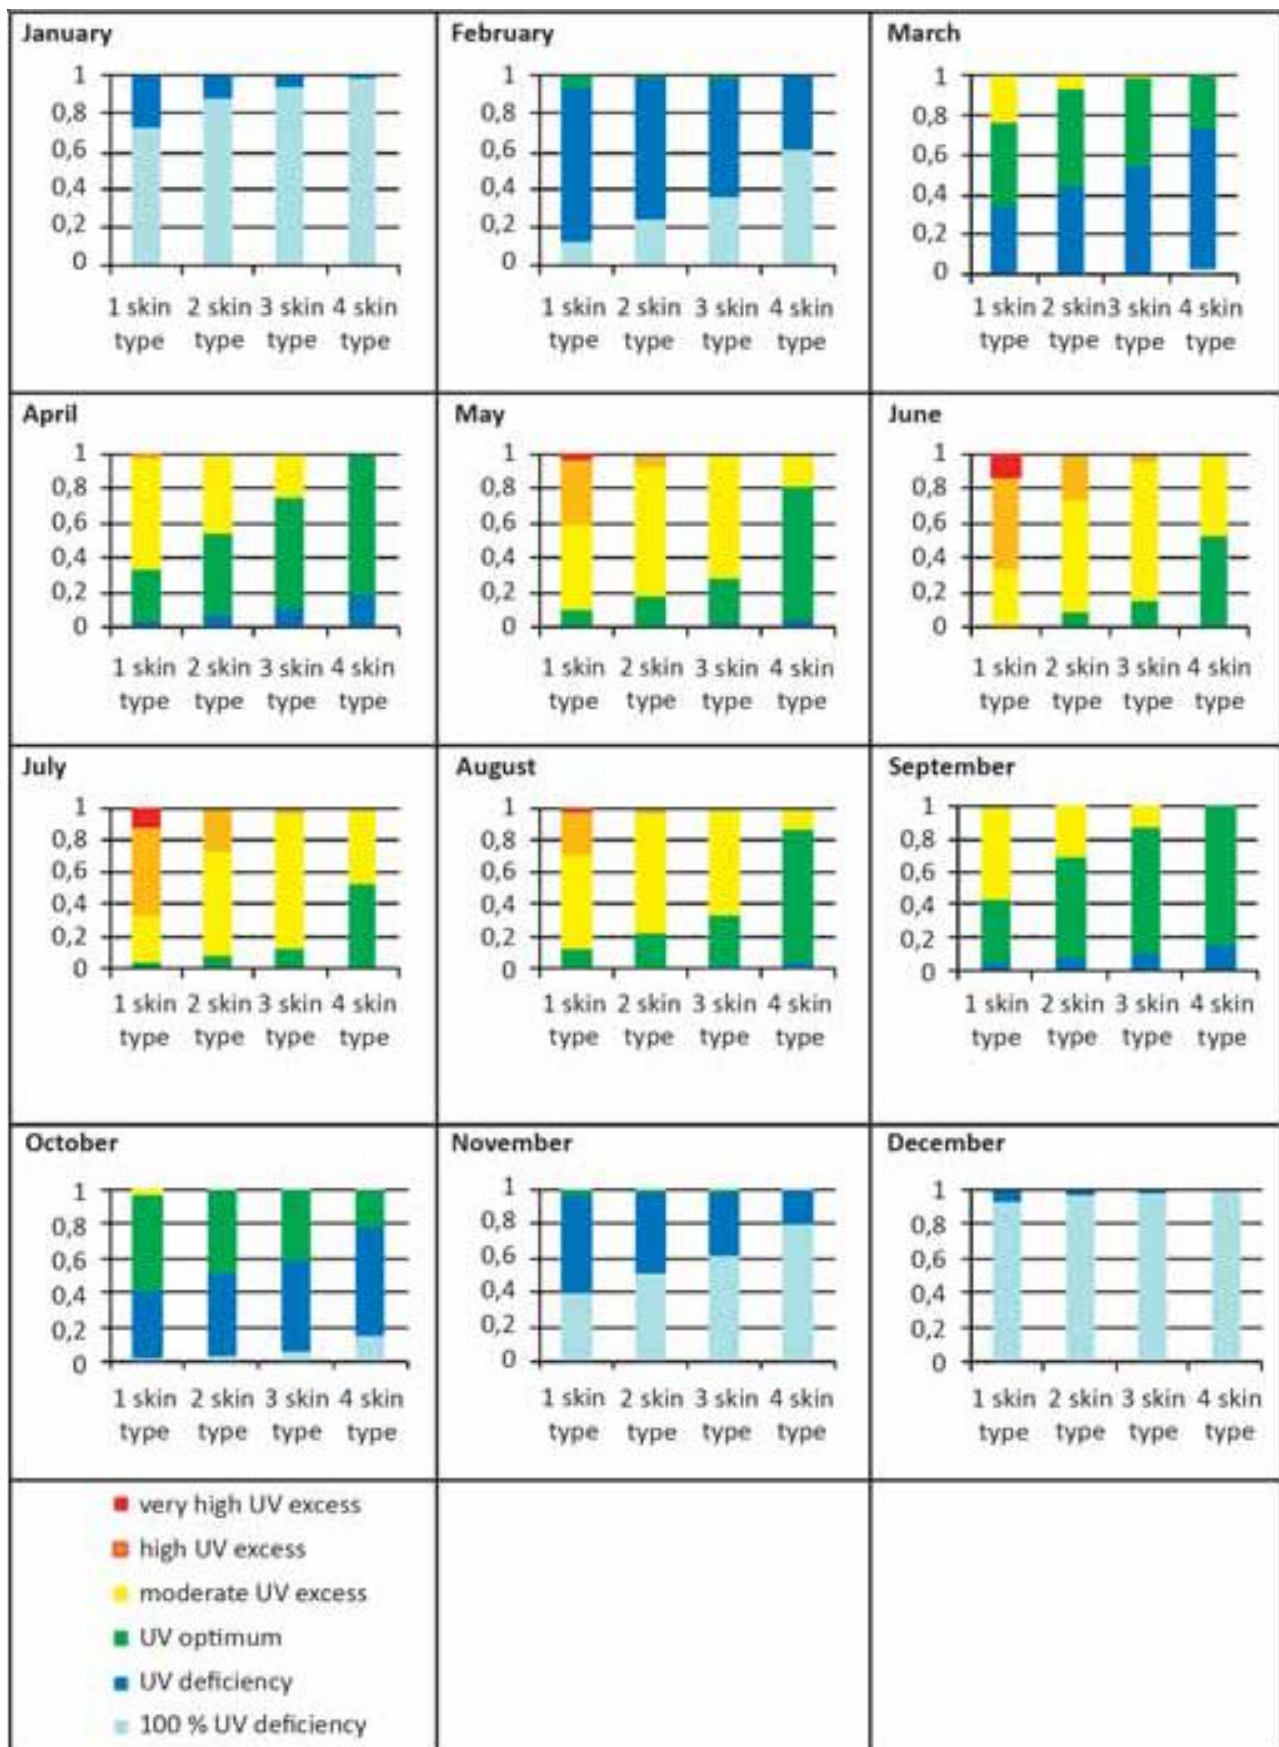 January
1
0,8
0,6
0,4
0,2
0
1 skin 2 skin 3 skin 4 skin
type type type type
February
1
0,8
0,6
0,4
0,2
0
1 skin 2 skin 3 skin 4 skin
type type type type
March
1
0,8
0,6
0,4
0,2
0
1 skin 2 skin 3 skin 4 skin
type type type type
April
1
0,8
0,6
0,4
0,2
0
1 skin 2 skin 3 skin 4 skin
type type type type
May
1
0,8
0,6
0,4
0,2
0
1 skin 2 skin 3 skin 4 skin
type type type type
June
1
0,8
0,6
0,4
0,2
0
1 skin 2 skin 3 skin 4 skin
type type type type
July
1
0,8
0,6
0,4
0,2
0
1 skin 2 skin 3 skin 4 skin
type type type type
August
1
0,8
0,6
0,4
0,2
0
1 skin 2 skin 3 skin 4 skin
type type type type
September
1
0,8
0,6
0,4
0,2
0
1 skin 2 skin 3 skin 4 skin
type type type type
October
1
0,8
0,6
0,4
0,2
0
1 skin 2 skin 3 skin 4 skin
type type type type
November
1
0,8
0,6
0,4
0,2
0
1 skin 2 skin 3 skin 4 skin
type type type type
December
1
0,8
0,6
0,4
0,2
0
1 skin 2 skin 3 skin 4 skin
type type type type
very high UV excess
high UV excess
moderate UV excess
UV optimum
UV deficiency
100 % UV deficiency